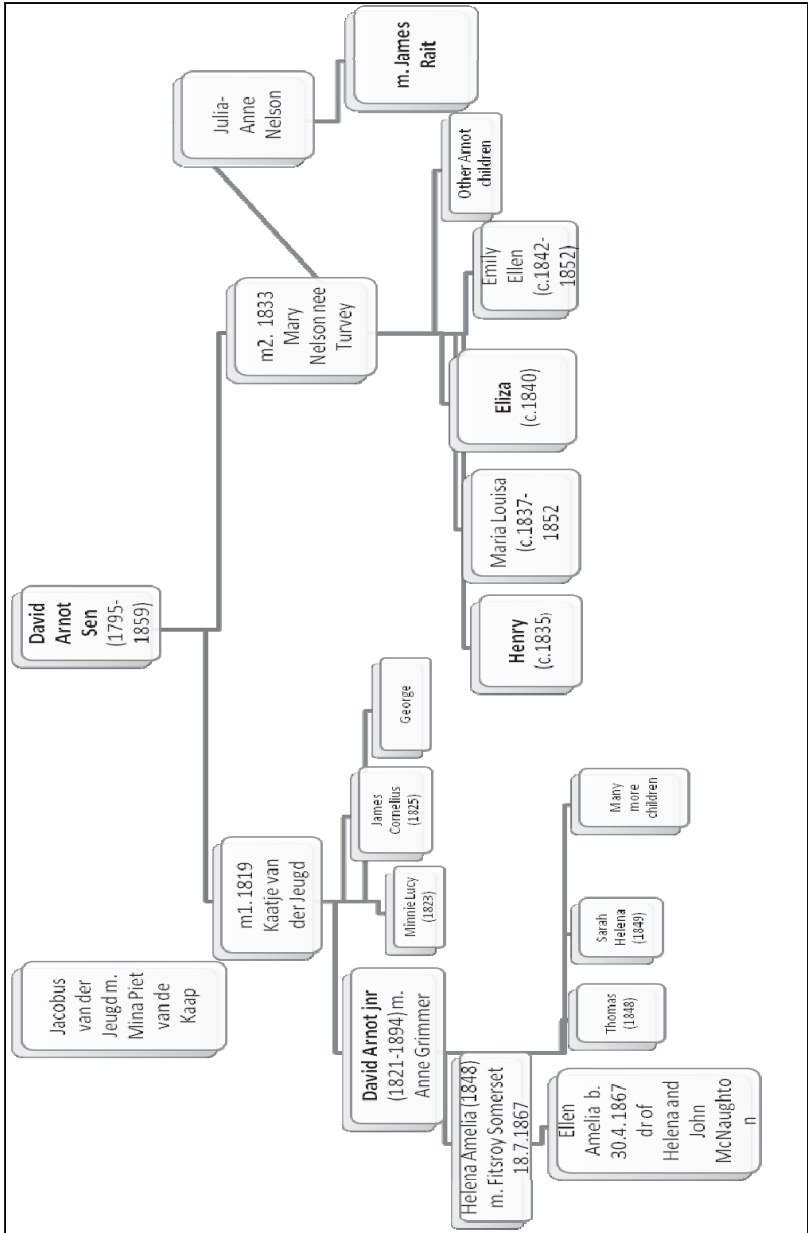 Jacobus
van der
Jeugd m.
Mina Piet
van de
Kaap
David
Arnot
Sen
(1795-
1859)
m1. 1819
Kaatje van
der Jeugd
m2. 1833
Mary
Nelson nee
Turvey
Julia-
Anne
Nelson
m. James
Rait
David Arnot jnr
(1821-1894) m.
Anne Grimmer
Minnie Lucy
(1823)
James
Cornelius
(1825)
George
Henry
(c.1835)
Maria Louisa
(c.1837-
1852
Eliza
(c.1840)
Emily
Ellen
(c.1842-
1852)
Other Arnot
children
Helena Amelia (1848)
m. Fitsroy Somerset
18.7.1867
Thomas
(1848)
Sarah
Helena
(1849)
Many
more
children
Ellen
Amelia b.
30.4.1867
dr of
Helena and
John
McNaughto
n